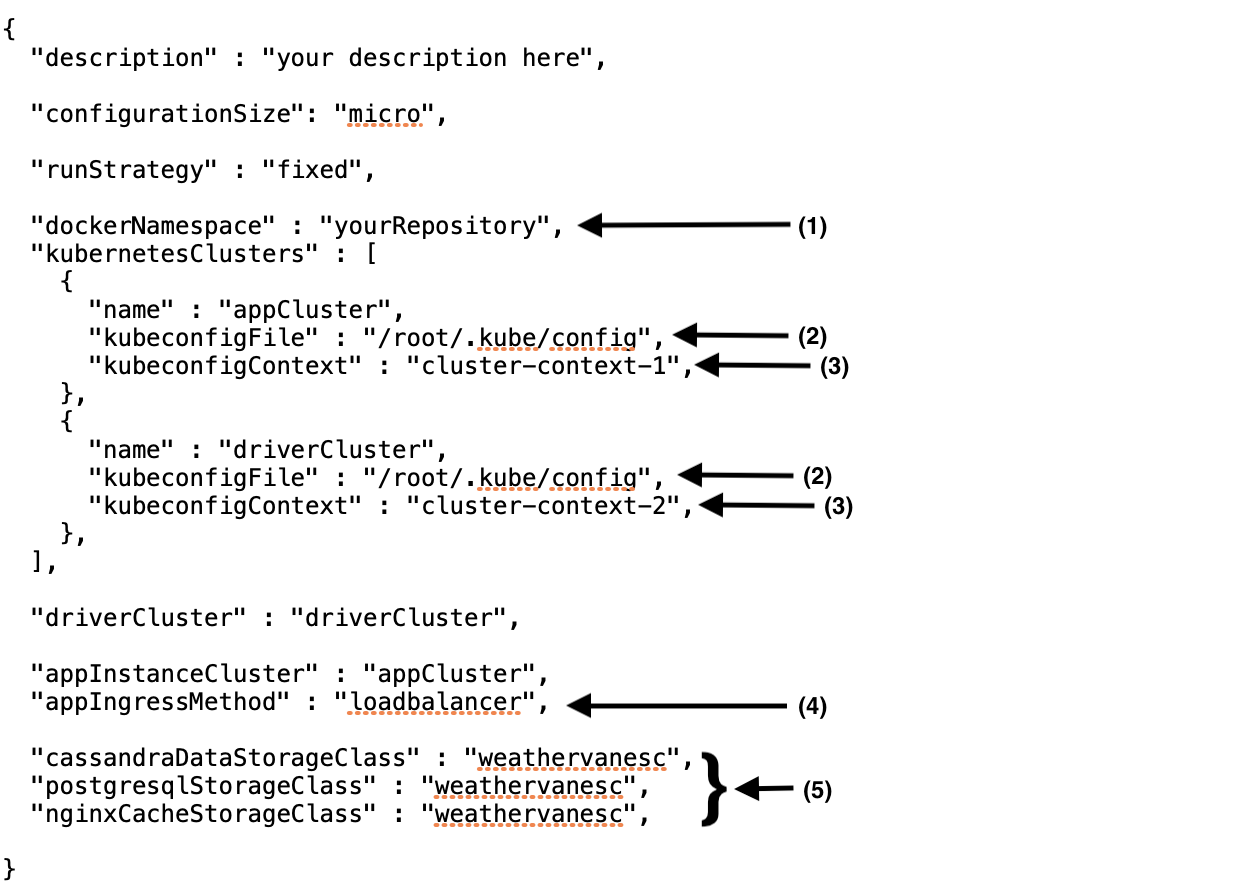 {
"description" : "your description here",
"configurationSize": "micro",
"runStrategy" : "fixed",
"dockerNamespace" : "yourRepository", (1)
"kubernetesClusters" : [
{
"name" : "appCluster",
"kubeconfigFile" : "/root/.kube/config", (2)
"kubeconfigContext" : "cluster-context-1", (3)
},
{
"name" : "driverCluster",
"kubeconfigFile" : "/root/.kube/config", (2)
"kubeconfigContext" : "cluster-context-2", (3)
},
],
"driverCluster" : "driverCluster",
"appInstanceCluster" : "appCluster",
"appIngressMethod" : "loadbalancer", (4)
"cassandraDataStorageClass" : "weathervanesc",
"postgresqlStorageClass" : "weathervanesc", } (5)
"nginxCacheStorageClass" : "weathervanesc",
}